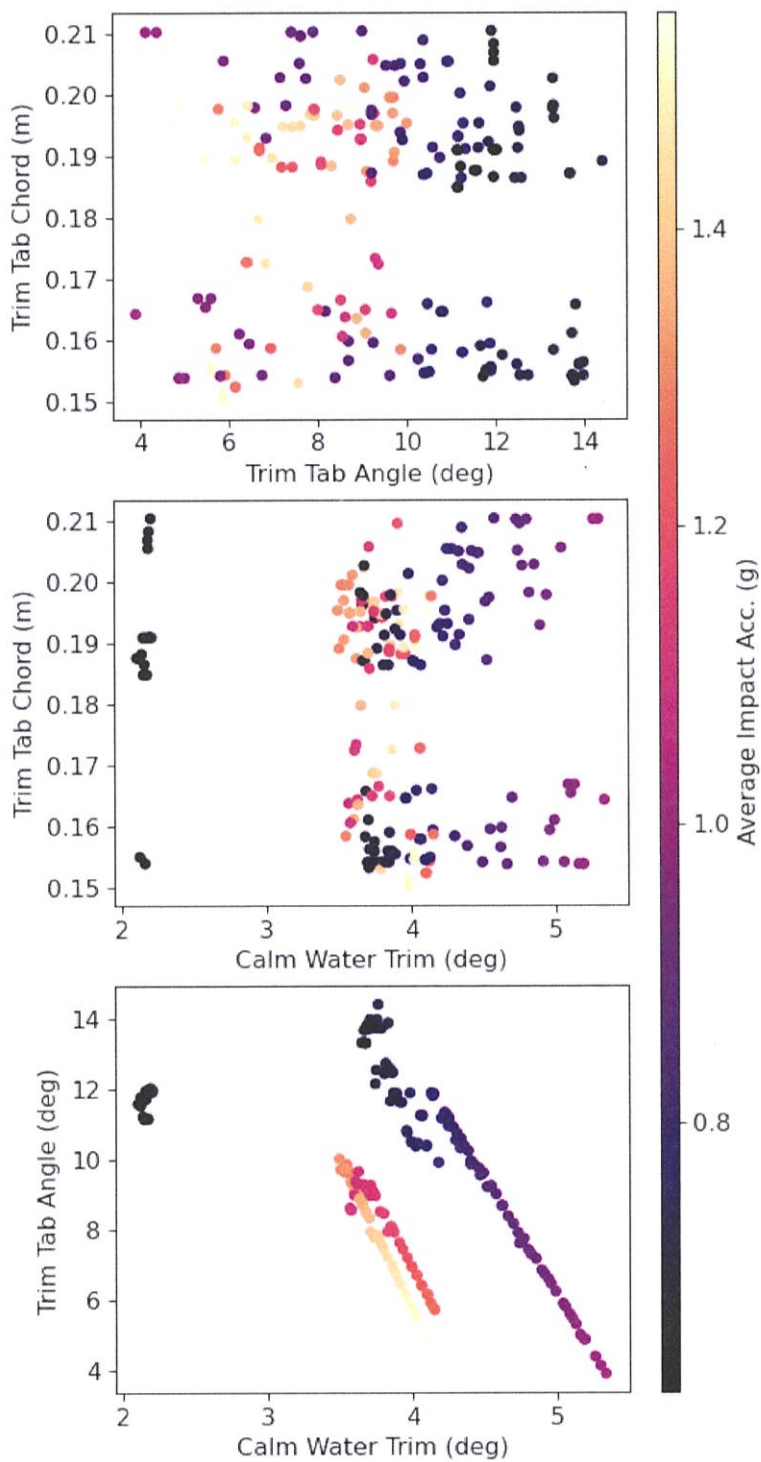 0.21
0.20
0.19
0.18
0.17
0.16
0.15
Trim Tab Chord (m)
4 6 8 10 12 14
Trim Tab Angle (deg)
0.21
0.20
0.19
0.18
0.17
0.16
0.15
Trim Tab Chord (m)
2 3 4 5
Calm Water Trim (deg)
14
12
10
8
6
4
Trim Tab Angle (deg)
2 3 4 5
Calm Water Trim (deg)
1.4
1.2
1.0
0.8
Average Impact Acc. (g)